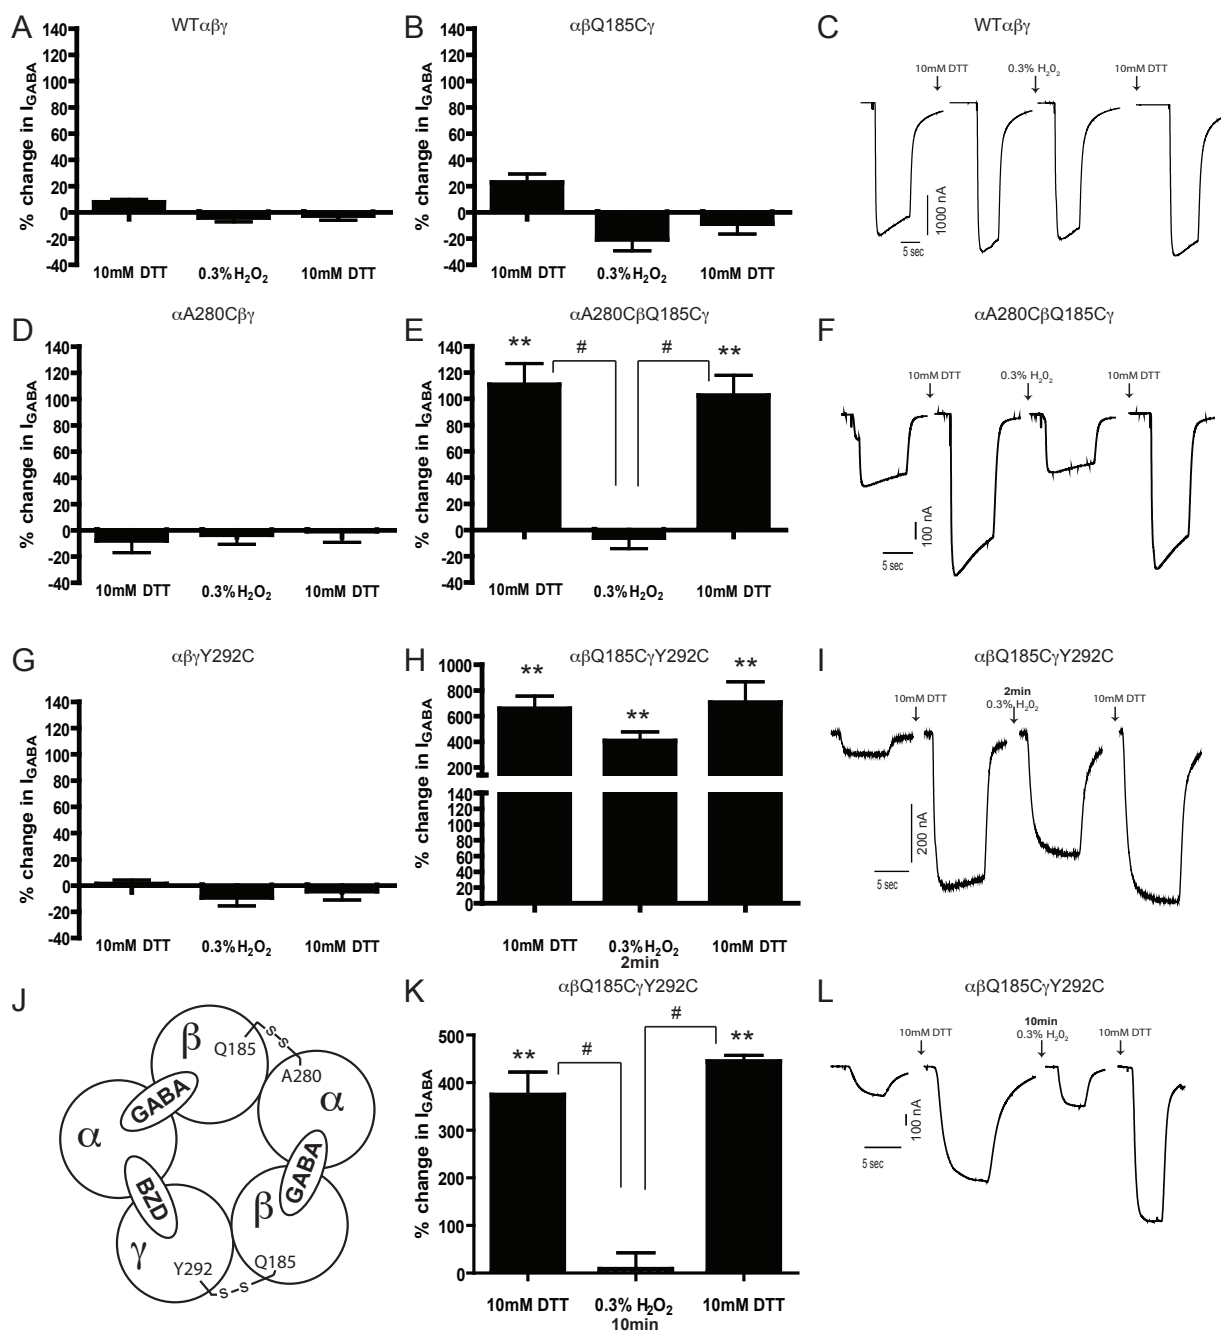 A
WTαβγ
% change in I_GABA
140
120
100
80
60
40
20
0
-20
-40
10mM DTT
0.3%H₂O₂
10mM DTT
B
αβQ185Cγ
% change in I_GABA
140
120
100
80
60
40
20
0
-20
-40
10mM DTT
0.3%H₂O₂
10mM DTT
C
WTαβγ
10mM DTT
0.3% H₂O₂
10mM DTT
1000 nA
5 sec
D
αA280Cβγ
% change in I_GABA
140
120
100
80
60
40
20
0
-20
-40
10mM DTT
0.3%H₂O₂
10mM DTT
E
αA280CβQ185Cγ
% change in I_GABA
140
120
100
80
60
40
20
0
-20
-40
**
#
#
**
10mM DTT
0.3%H₂O₂
10mM DTT
F
αA280CβQ185Cγ
10mM DTT
0.3% H₂O₂
10mM DTT
100 nA
5 sec
G
αβγY292C
% change in I_GABA
140
120
100
80
60
40
20
0
-20
-40
10mM DTT
0.3%H₂O₂
10mM DTT
H
αβQ185CγY292C
% change in I_GABA
1000
800
600
400
200
140
120
100
80
60
40
20
0
**
**
**
10mM DTT
0.3%H₂O₂
2min
10mM DTT
I
αβQ185CγY292C
10mM DTT
2min
0.3% H₂O₂
10mM DTT
200 nA
5 sec
J
β
Q185
S
S
A280
α
GABA
α
GABA
BZD
β
γ
Y292
Q185
S
S
K
αβQ185CγY292C
% change in I_GABA
500
400
300
200
100
0
**
#
#
**
10mM DTT
0.3% H₂O₂
10min
10mM DTT
L
αβQ185CγY292C
10mM DTT
10min
0.3% H₂O₂
10mM DTT
100 nA
5 sec